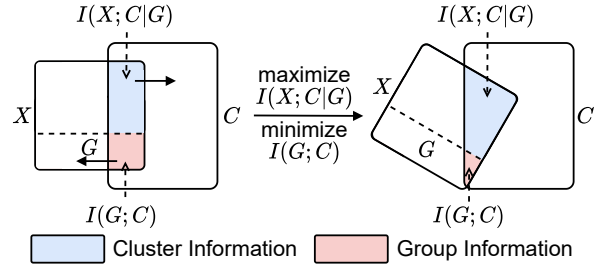 I(X;C|G)
X
G
C
I(G;C)
maximize
I(X;C|G)
minimize
I(G;C)
I(X;C|G)
X
G
C
I(G;C)
Cluster Information
Group Information